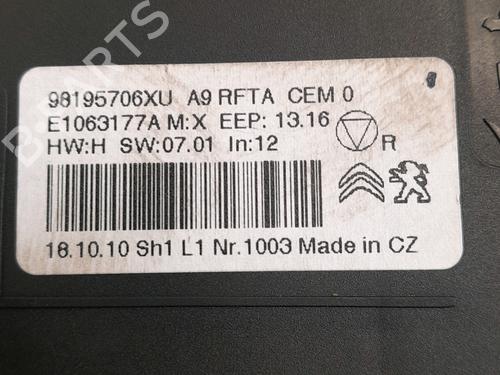 B-PARTS
98195706XU A9 RFTA CEM 0
E1063177A M:X EEP: 13.16
HW:H SW:07.01 In:12
R
18.10.10 Sh1 L1 Nr.1003 Made in CZ